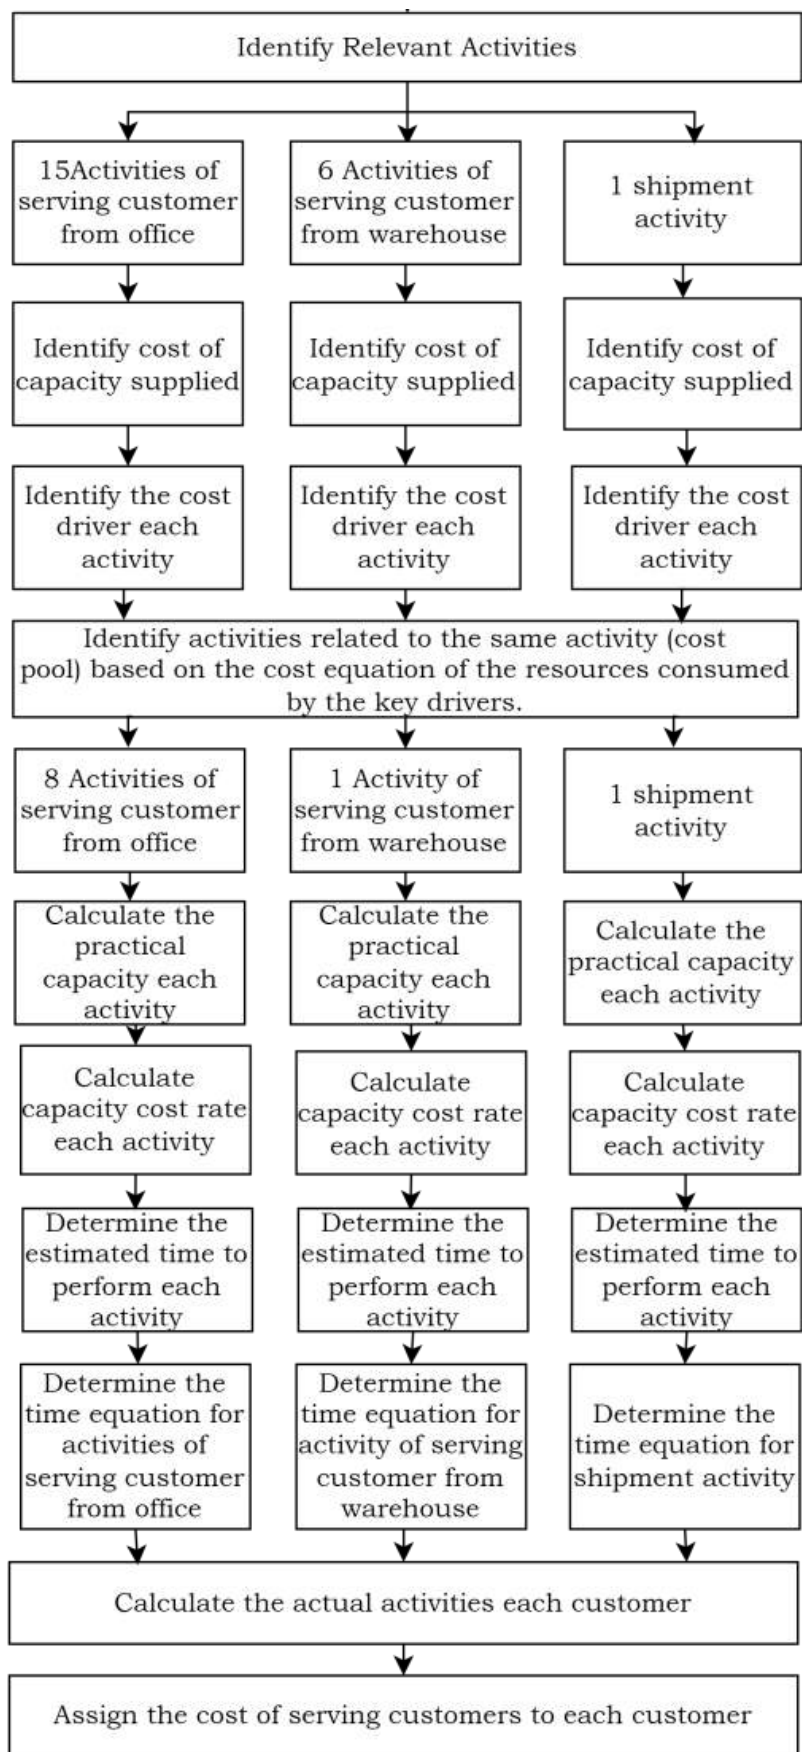 Identify Relevant Activities
15Activities of
serving customer
from office
6 Activities of
serving customer
from warehouse
1 shipment
activity
Identify cost of
capacity supplied
Identify cost of
capacity supplied
Identify cost of
capacity supplied
Identify the cost
driver each
activity
Identify the cost
driver each
activity
Identify the cost
driver each
activity
Identify activities related to the same activity (cost
pool) based on the cost equation of the resources consumed
by the key drivers.
8 Activities of
serving customer
from office
1 Activity of
serving customer
from warehouse
1 shipment
activity
Calculate the
practical
capacity each
activity
Calculate the
practical
capacity each
activity
Calculate the
practical capacity
each activity
Calculate
capacity cost rate
each activity
Calculate
capacity cost rate
each activity
Calculate
capacity cost rate
each activity
Determine the
estimated time to
perform each
activity
Determine the
estimated time to
perform each
activity
Determine the
estimated time to
perform each
activity
Determine the
time equation for
activities of
serving customer
from office
Determine the
time equation for
activity of serving
customer from
warehouse
Determine the
time equation for
shipment activity
Calculate the actual activities each customer
Assign the cost of serving customers to each customer